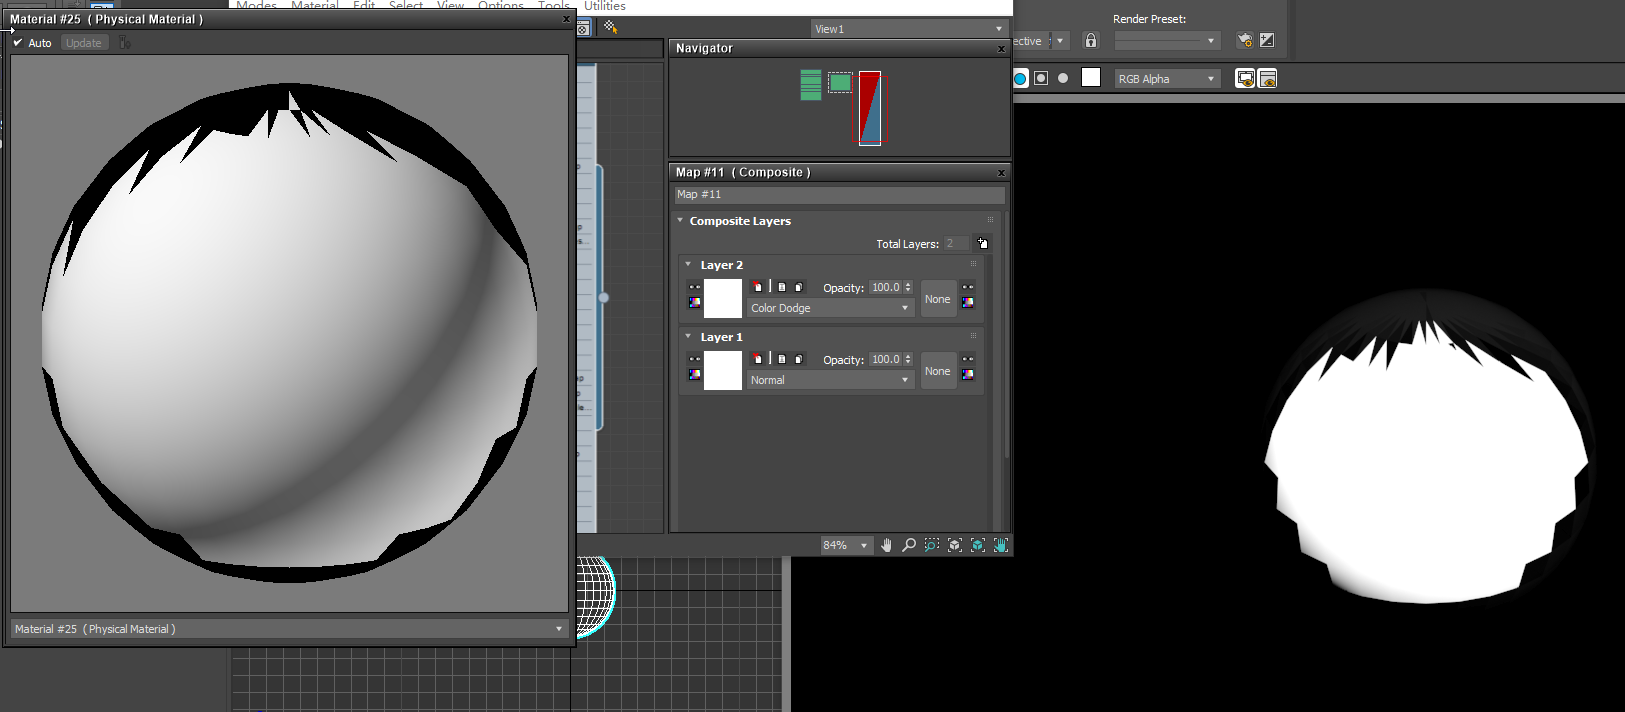 Modes Material Edit Select View Options Tools Utilities
Material #25 ( Physical Material )
Auto
Update
Material #25 ( Physical Material )
View1
Navigator
Map #11 ( Composite )
Map #11
Composite Layers
Total Layers: 2
Layer 2
Opacity: 100.0
None
Color Dodge
Layer 1
Opacity: 100.0
None
Normal
84%
Render Preset:
ective
RGB Alpha